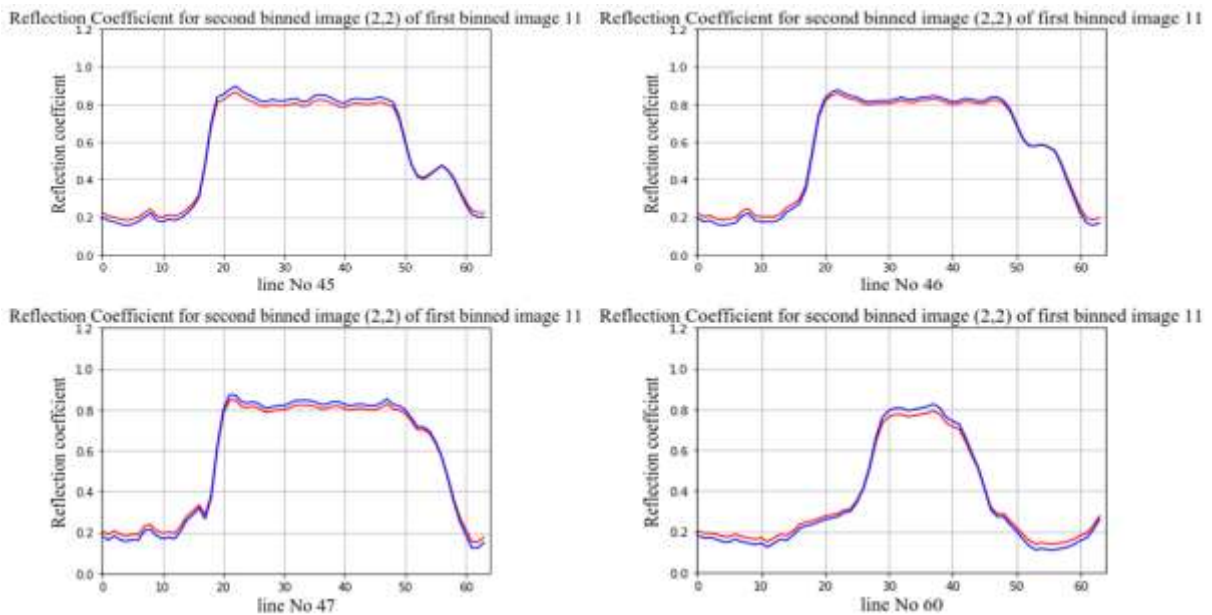 Reflection Coefficient for second binned image (2,2) of first binned image 11
1.2
1.0
0.8
0.6
0.4
0.2
0.0
Reflection coefficient
0 10 20 30 40 50 60
line No 45
Reflection Coefficient for second binned image (2,2) of first binned image 11
1.2
1.0
0.8
0.6
0.4
0.2
0.0
Reflection coefficient
0 10 20 30 40 50 60
line No 46
Reflection Coefficient for second binned image (2,2) of first binned image 11
1.2
1.0
0.8
0.6
0.4
0.2
0.0
Reflection coefficient
0 10 20 30 40 50 60
line No 47
Reflection Coefficient for second binned image (2,2) of first binned image 11
1.2
1.0
0.8
0.6
0.4
0.2
0.0
Reflection coefficient
0 10 20 30 40 50 60
line No 60